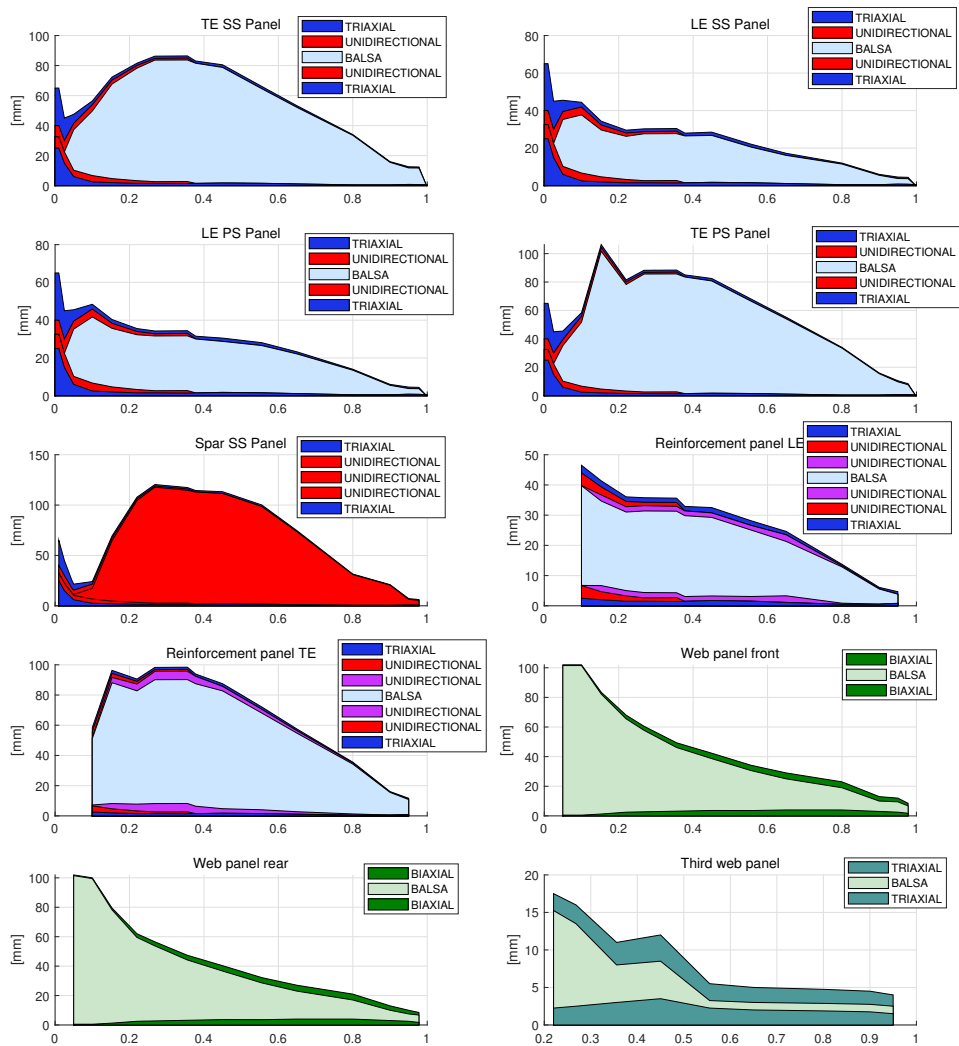 TE SS Panel
TRIAXIAL
UNIDIRECTIONAL
BALSA
UNIDIRECTIONAL
TRIAXIAL
[mm]
100
80
60
40
20
0
0 0.2 0.4 0.6 0.8 1
LE SS Panel
TRIAXIAL
UNIDIRECTIONAL
BALSA
UNIDIRECTIONAL
TRIAXIAL
[mm]
80
60
40
20
0
0 0.2 0.4 0.6 0.8 1
LE PS Panel
TRIAXIAL
UNIDIRECTIONAL
BALSA
UNIDIRECTIONAL
TRIAXIAL
[mm]
80
60
40
20
0
0 0.2 0.4 0.6 0.8 1
TE PS Panel
TRIAXIAL
UNIDIRECTIONAL
BALSA
UNIDIRECTIONAL
TRIAXIAL
[mm]
100
80
60
40
20
0
0 0.2 0.4 0.6 0.8 1
Spar SS Panel
TRIAXIAL
UNIDIRECTIONAL
UNIDIRECTIONAL
UNIDIRECTIONAL
TRIAXIAL
[mm]
150
100
50
0
0 0.2 0.4 0.6 0.8 1
Reinforcement panel LE
TRIAXIAL
UNIDIRECTIONAL
UNIDIRECTIONAL
BALSA
UNIDIRECTIONAL
UNIDIRECTIONAL
TRIAXIAL
[mm]
50
40
30
20
10
0
0 0.2 0.4 0.6 0.8 1
Reinforcement panel TE
TRIAXIAL
UNIDIRECTIONAL
UNIDIRECTIONAL
BALSA
UNIDIRECTIONAL
UNIDIRECTIONAL
TRIAXIAL
[mm]
100
80
60
40
20
0
0 0.2 0.4 0.6 0.8 1
Web panel front
BIAXIAL
BALSA
BIAXIAL
[mm]
100
80
60
40
20
0
0 0.2 0.4 0.6 0.8 1
Web panel rear
BIAXIAL
BALSA
BIAXIAL
[mm]
100
80
60
40
20
0
0 0.2 0.4 0.6 0.8 1
Third web panel
TRIAXIAL
BALSA
TRIAXIAL
[mm]
20
15
10
5
0
0.2 0.3 0.4 0.5 0.6 0.7 0.8 0.9 1